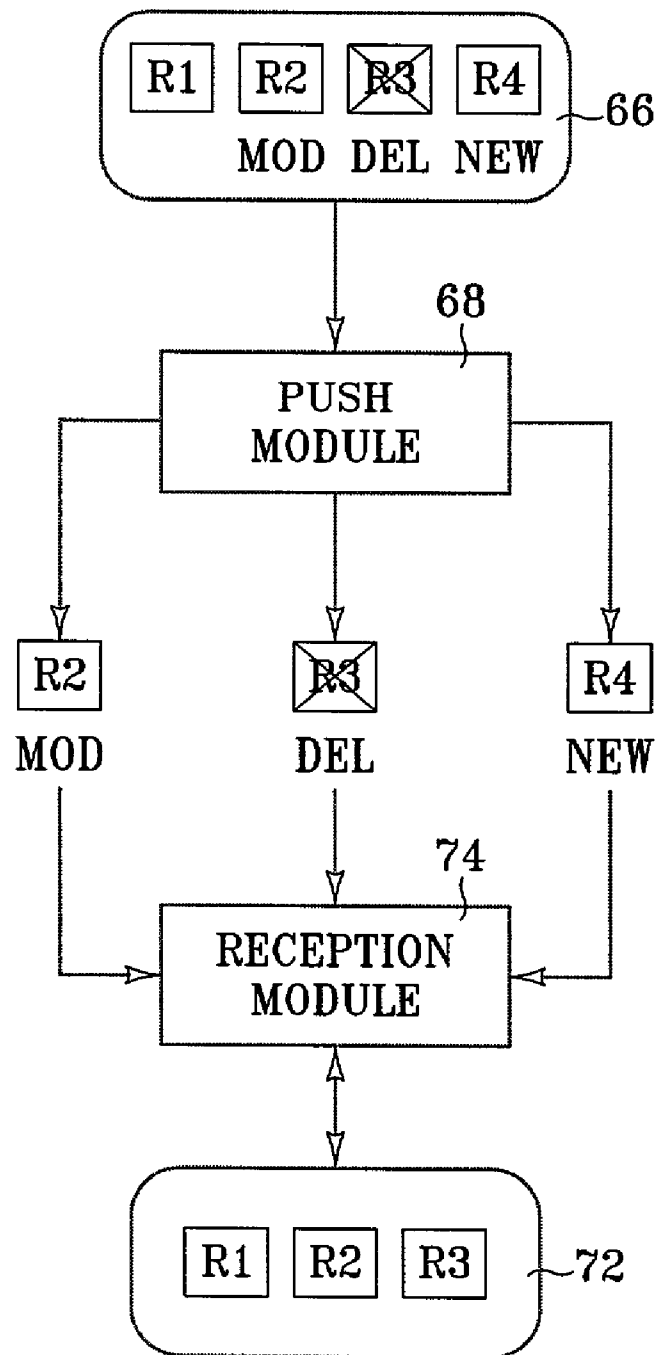 R1 R2 R3 R4
MOD DEL NEW
66
68
PUSH
MODULE
R2 R3 R4
MOD DEL NEW
74
RECEPTION
MODULE
R1 R2 R3
72